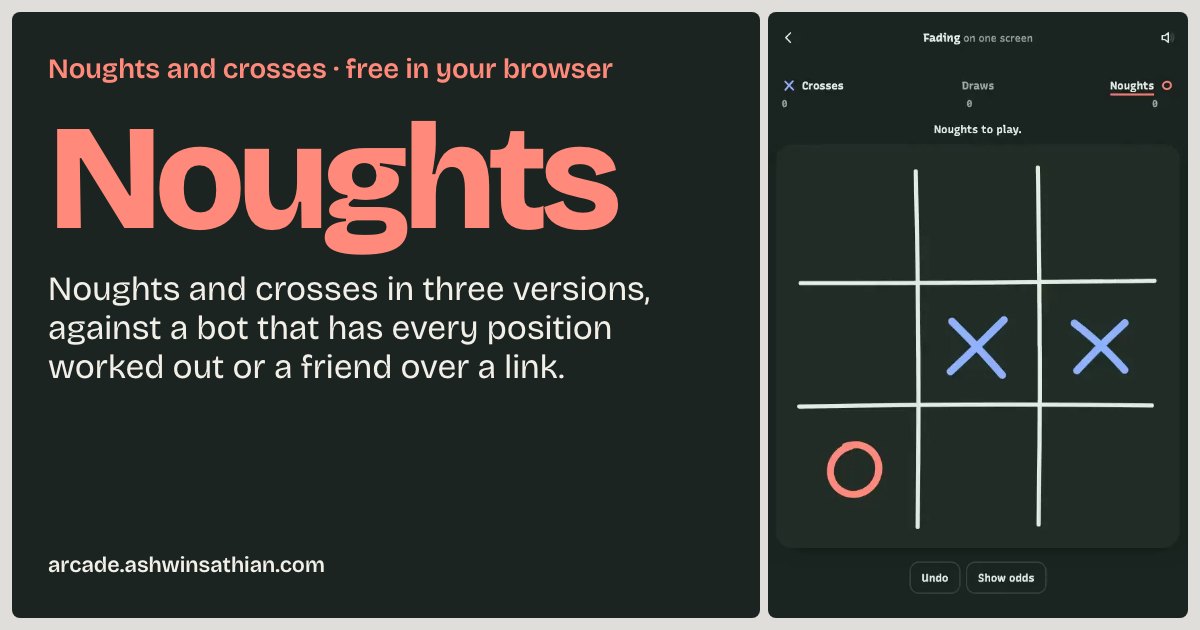 Noughts and crosses · free in your browser
Noughts
Noughts and crosses in three versions,
against a bot that has every position
worked out or a friend over a link.
arcade.ashwinsathian.com
Fading on one screen
Crosses
Draws
Noughts
0
0
0
Noughts to play.
Undo
Show odds